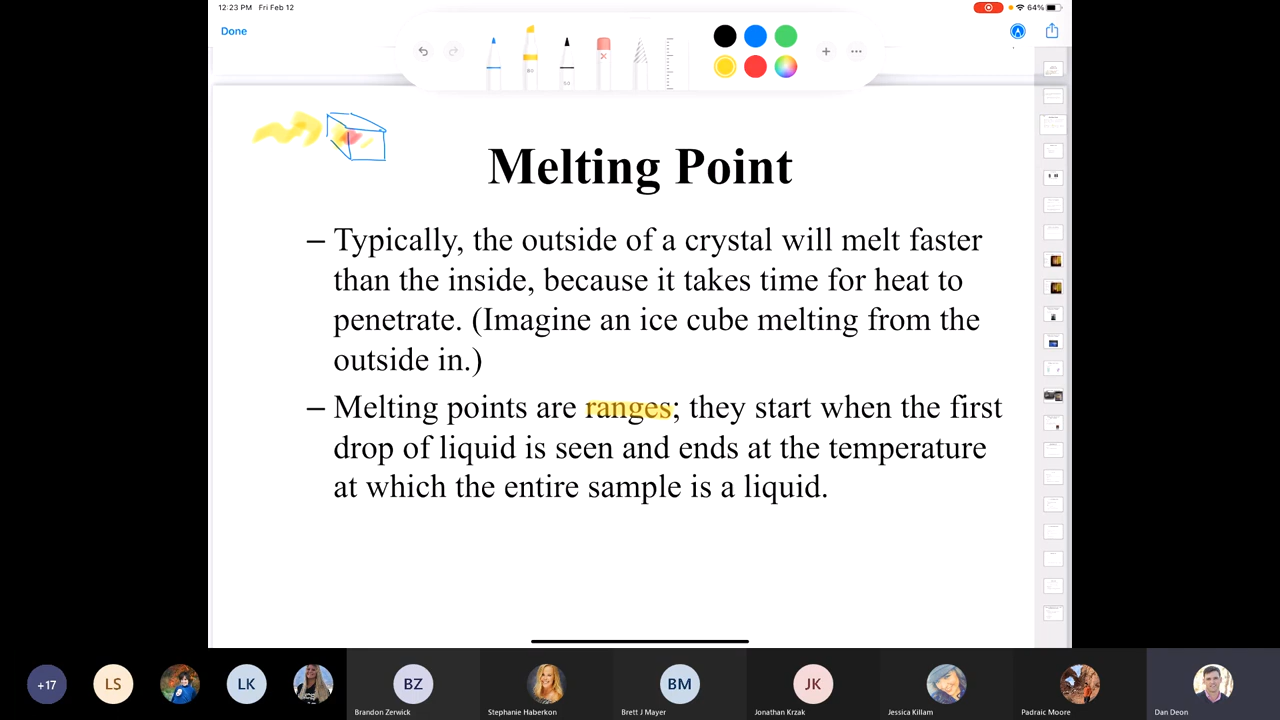 12:23 PM Fri Feb 12
64%
Done
Melting Point
– Typically, the outside of a crystal will melt faster
than the inside, because it takes time for heat to
penetrate. (Imagine an ice cube melting from the
outside in.)
– Melting points are ranges; they start when the first
drop of liquid is seen and ends at the temperature
at which the entire sample is a liquid.
+17
LS
LK
BZ
BM
JK
Brandon Zerwick
Stephanie Haberkon
Brett J Mayer
Jonathan Krzak
Jessica Killam
Padraic Moore
Dan Deon